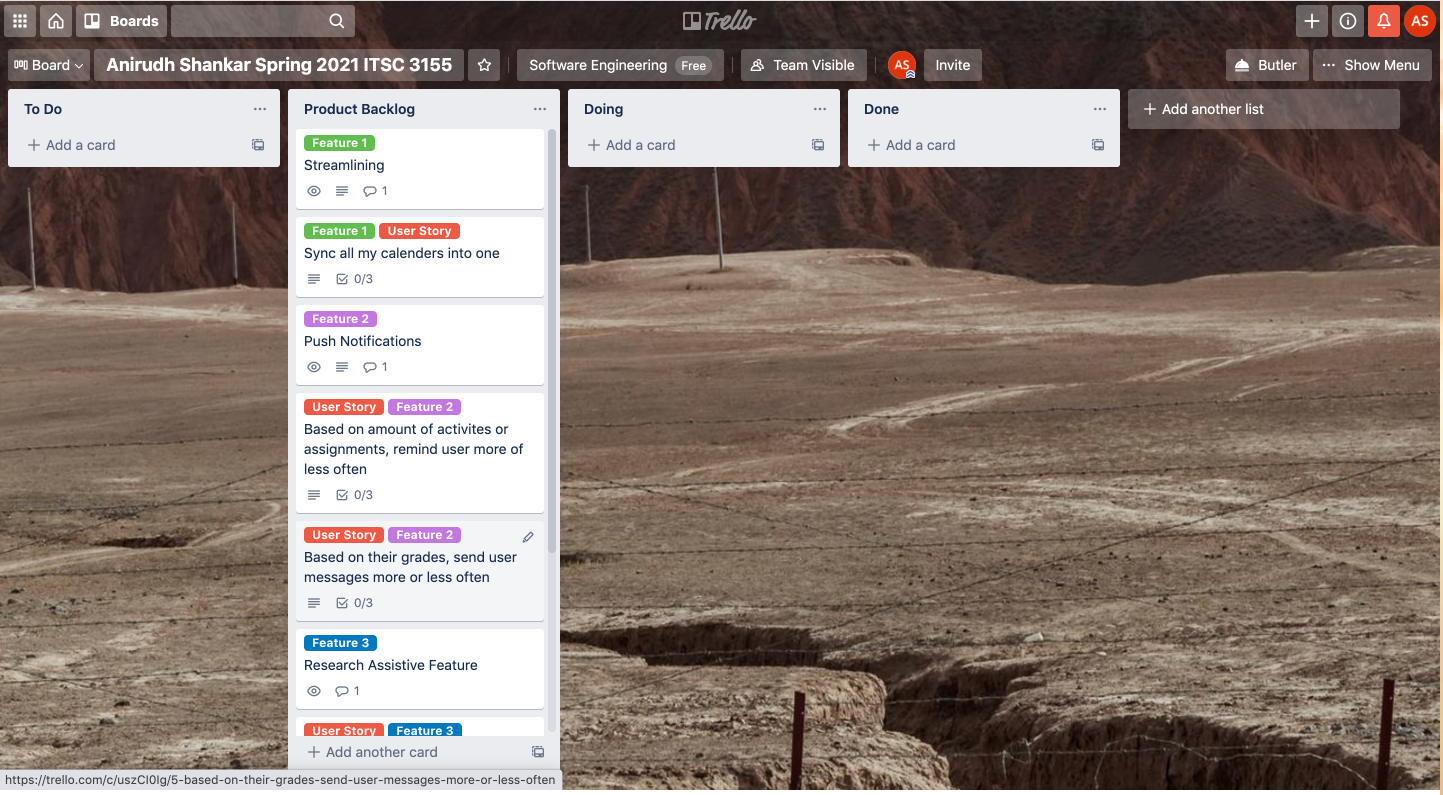 Boards
Trello
AS
Board
Anirudh Shankar Spring 2021 ITSC 3155
Software Engineering Free
Team Visible
AS
Invite
Butler
Show Menu
To Do
Add a card
Product Backlog
Feature 1
Streamlining
1
Feature 1 User Story
Sync all my calenders into one
0/3
Feature 2
Push Notifications
1
User Story Feature 2
Based on amount of activites or
assignments, remind user more of
less often
0/3
User Story Feature 2
Based on their grades, send user
messages more or less often
0/3
Feature 3
Research Assistive Feature
1
User Story Feature 3
Add another card
Doing
Add a card
Done
Add a card
Add another list
https://trello.com/c/uszCI0Ig/5-based-on-their-grades-send-user-messages-more-or-less-often